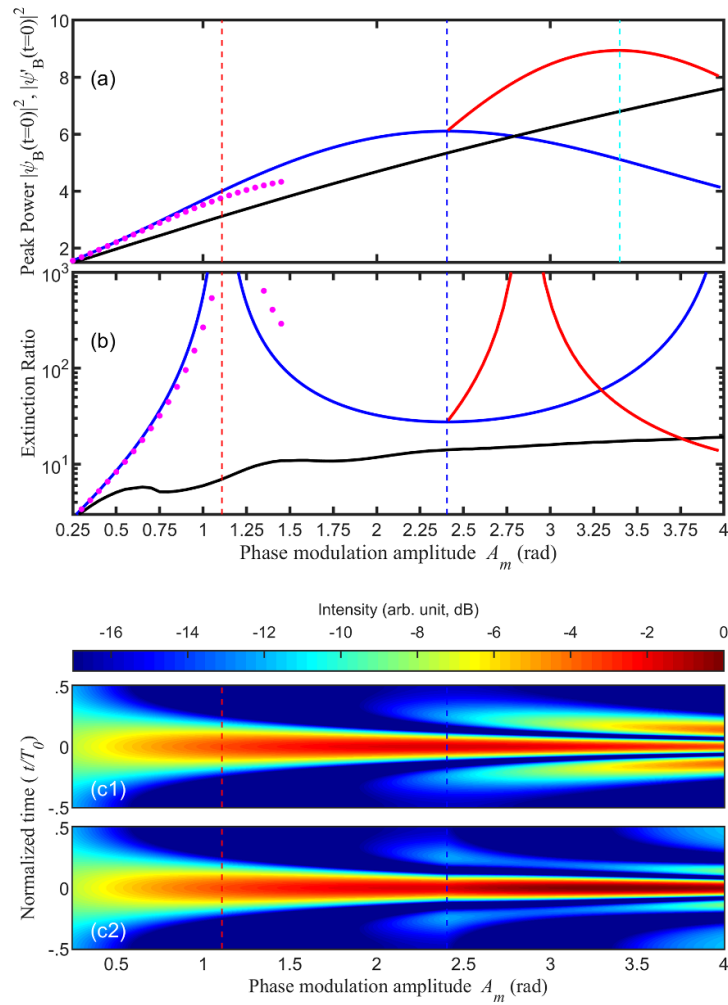 10
8
6
4
2
Peak Power |ψ_B(t=0)|², |ψ'_B(t=0)|²
(a)
10³
10²
10¹
Extinction Ratio
(b)
0.25 0.5 0.75 1 1.25 1.5 1.75 2 2.25 2.5 2.75 3 3.25 3.5 3.75 4
Phase modulation amplitude A_m (rad)
Intensity (arb. unit, dB)
-16 -14 -12 -10 -8 -6 -4 -2 0
.5
0
-.5
(c1)
Normalized time ( t/T_0)
.5
0
-.5
(c2)
0.5 1 1.5 2 2.5 3 3.5 4
Phase modulation amplitude A_m (rad)